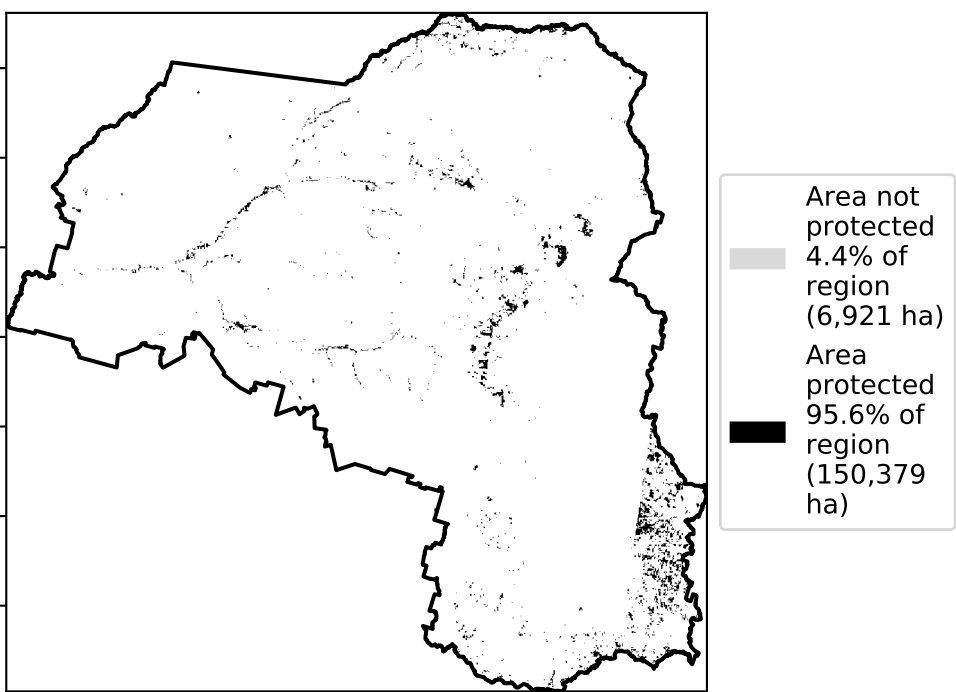 Area not
protected
4.4% of
region
(6,921 ha)
Area
protected
95.6% of
region
(150,379
ha)